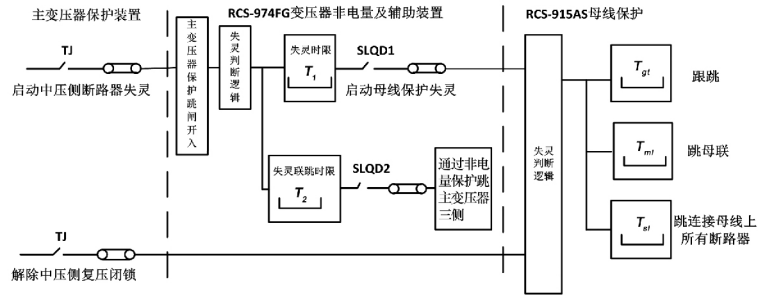 主变压器保护装置
RCS-974FG变压器非电量及辅助装置
RCS-915AS母线保护
TJ
启动中压侧断路器失灵
主变压器保护跳闸开入
失灵判断逻辑
失灵时限
T1
SLQD1
启动母线保护失灵
失灵联跳时限
T2
SLQD2
通过非电
量保护跳
主变压器
三侧
失灵判断逻辑
Tgt
跟跳
Tml
跳母联
Tst
跳连接母线上
所有断路器
TJ
解除中压侧复压闭锁